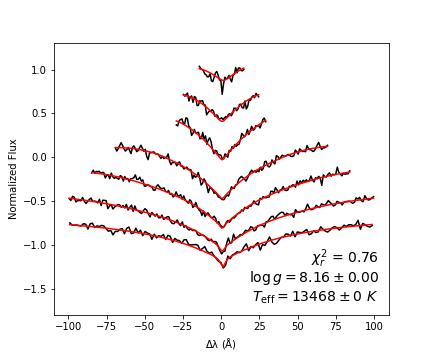 1.0
0.5
0.0
−0.5
−1.0
−1.5
Normalized Flux
χ²ᵣ = 0.76
log g = 8.16±0.00
T_eff = 13468±0 K
−100 −75 −50 −25 0 25 50 75 100
Δλ (Å)